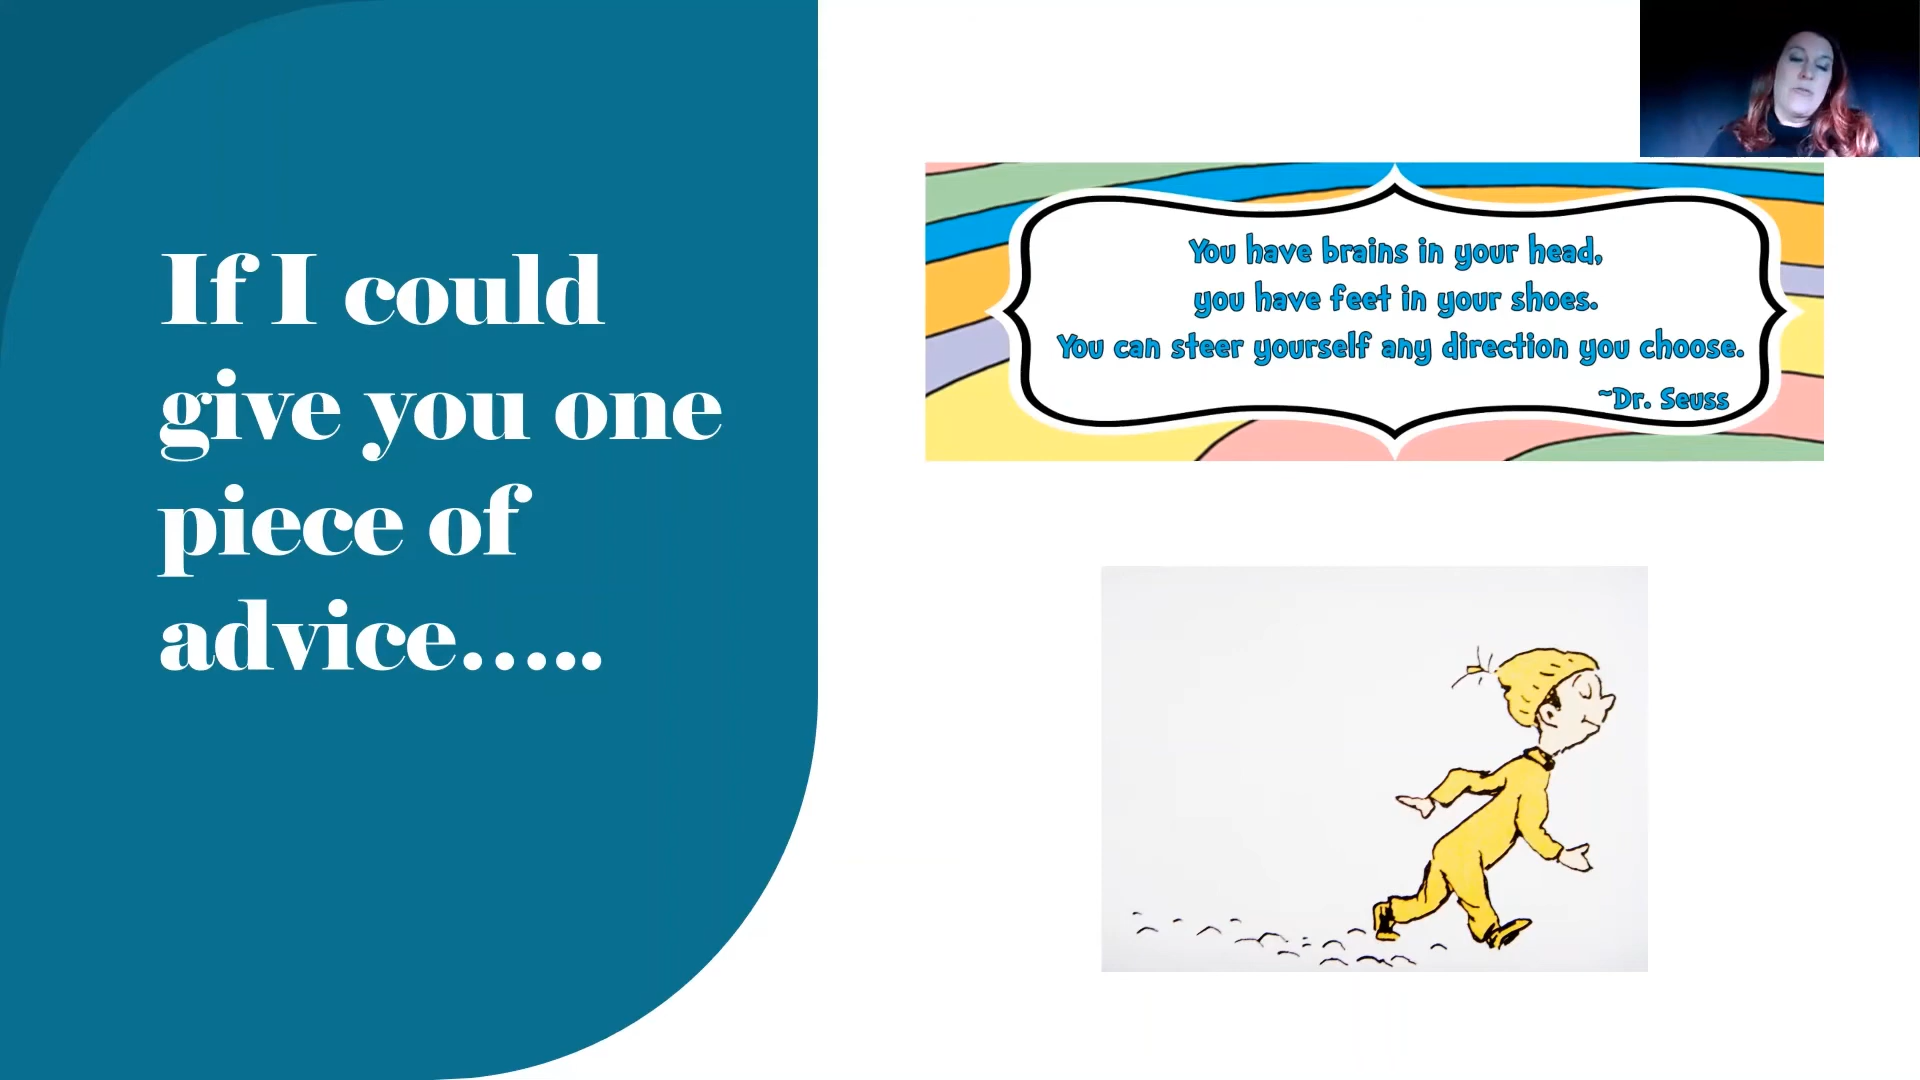 If I could
give you one
piece of
advice…..
You have brains in your head,
you have feet in your shoes.
You can steer yourself any direction you choose.
~Dr. Seuss